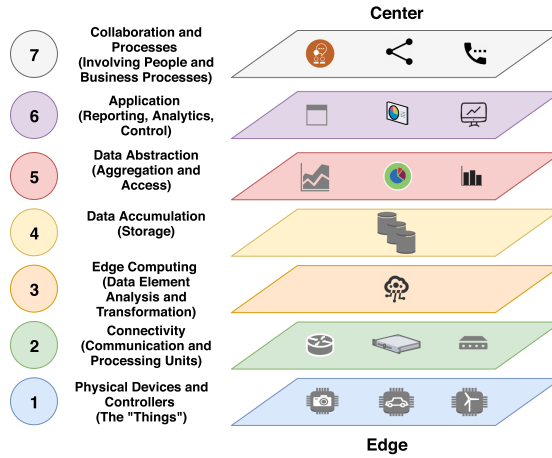 Center
7
Collaboration and
Processes
(Involving People and
Business Processes)
6
Application
(Reporting, Analytics,
Control)
5
Data Abstraction
(Aggregation and
Access)
4
Data Accumulation
(Storage)
3
Edge Computing
(Data Element
Analysis and
Transformation)
2
Connectivity
(Communication and
Processing Units)
1
Physical Devices and
Controllers
(The "Things")
Edge